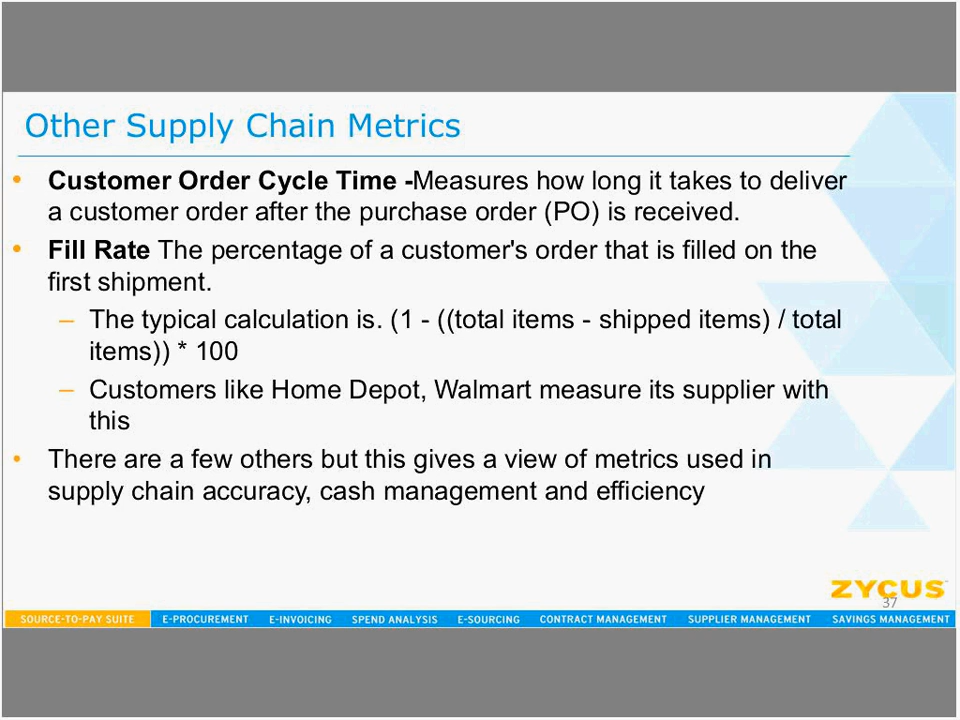 Other Supply Chain Metrics
• Customer Order Cycle Time -Measures how long it takes to deliver
a customer order after the purchase order (PO) is received.
• Fill Rate The percentage of a customer's order that is filled on the
first shipment.
– The typical calculation is. (1 - ((total items - shipped items) / total
items)) * 100
– Customers like Home Depot, Walmart measure its supplier with
this
• There are a few others but this gives a view of metrics used in
supply chain accuracy, cash management and efficiency
ZYCUS
37
SOURCE-TO-PAY SUITE E-PROCUREMENT E-INVOICING SPEND ANALYSIS E-SOURCING CONTRACT MANAGEMENT SUPPLIER MANAGEMENT SAVINGS MANAGEMENT